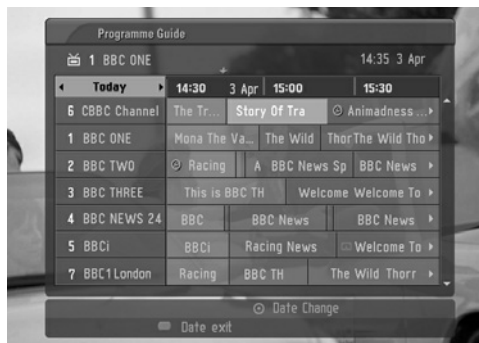 Programme Guide
1 BBC ONE 14:35 3 Apr
Today 14:30 3 Apr 15:00 15:30
6 CBBC Channel The Tr... Story Of Tra Animadness ...
1 BBC ONE Mona The Va... The Wild ThorThe Wild Tho
2 BBC TWO Racing A BBC News Sp BBC News
3 BBC THREE This is BBC TH Welcome Welcome To
4 BBC NEWS 24 BBC BBC News BBC News
5 BBCi BBCi Racing News Welcome To
7 BBC1 London Racing BBC TH The Wild Thorr
Date Change
Date exit